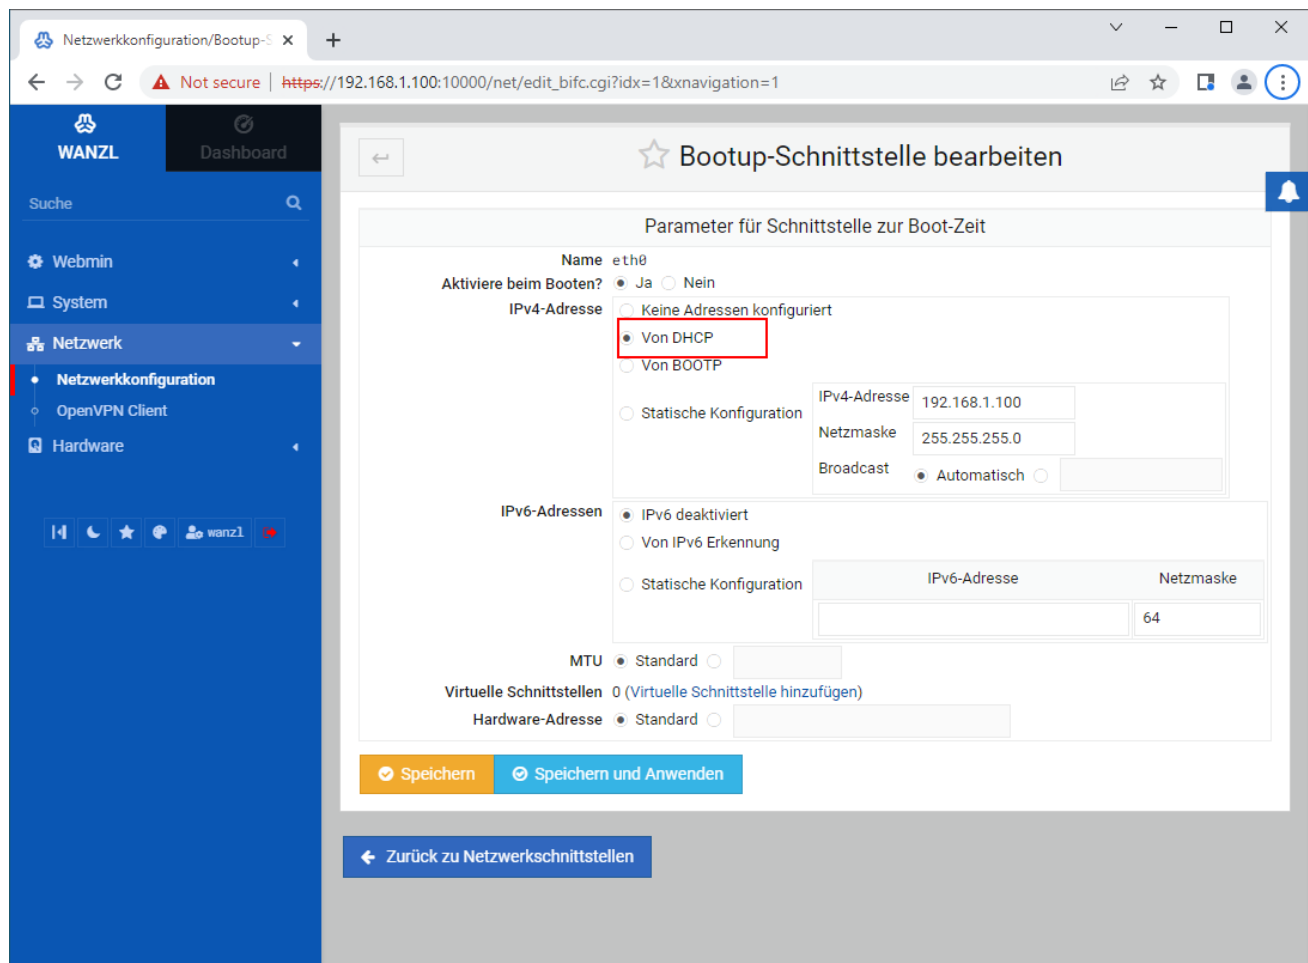 Netzwerkkonfiguration/Bootup-S
Not secure | https://192.168.1.100:10000/net/edit_bifc.cgi?idx=1&xnavigation=1
WANZL
Dashboard
Suche
Webmin
System
Netzwerk
Netzwerkkonfiguration
OpenVPN Client
Hardware
wanzl
Bootup-Schnittstelle bearbeiten
Parameter für Schnittstelle zur Boot-Zeit
Name eth0
Aktiviere beim Booten? Ja Nein
IPv4-Adresse Keine Adressen konfiguriert
Von DHCP
Von BOOTP
Statische Konfiguration
IPv4-Adresse 192.168.1.100
Netzmaske 255.255.255.0
Broadcast Automatisch
IPv6-Adressen IPv6 deaktiviert
Von IPv6 Erkennung
Statische Konfiguration
IPv6-Adresse Netzmaske
64
MTU Standard
Virtuelle Schnittstellen 0 (Virtuelle Schnittstelle hinzufügen)
Hardware-Adresse Standard
Speichern
Speichern und Anwenden
Zurück zu Netzwerkschnittstellen